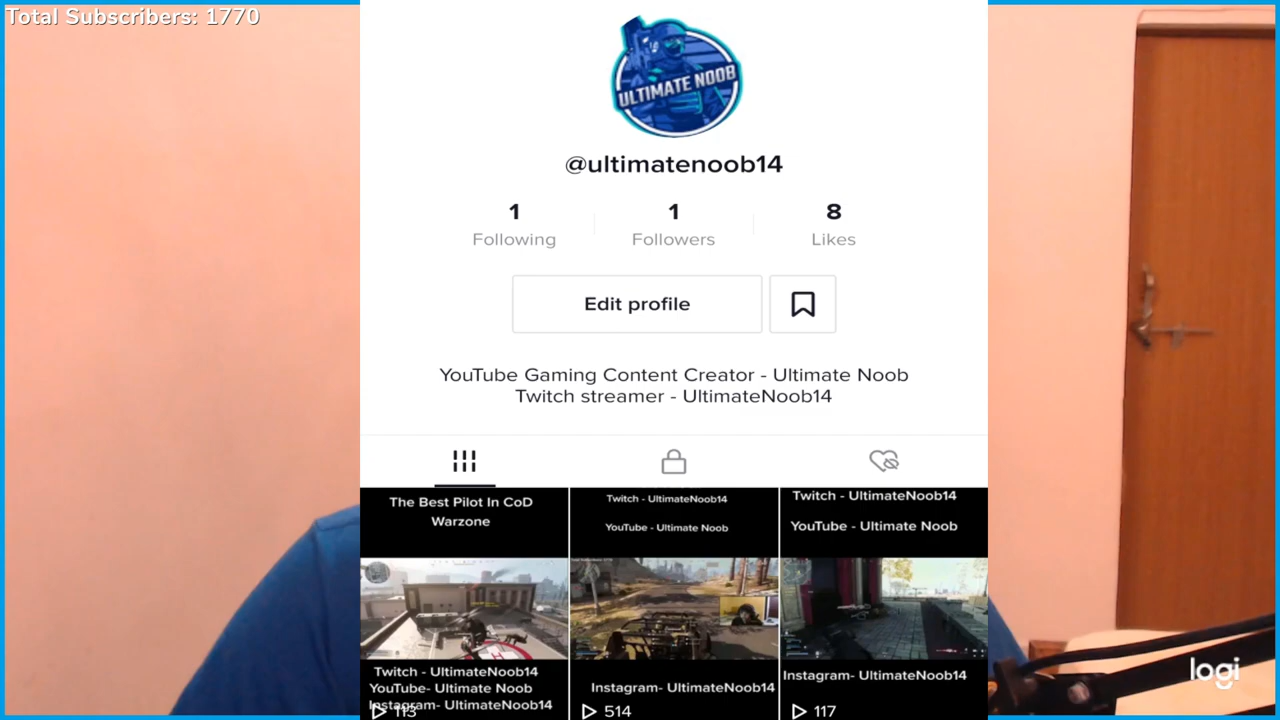 Total Subscribers: 1770
ULTIMATE NOOB
@ultimatenoob14
1 1 8
Following Followers Likes
Edit profile
YouTube Gaming Content Creator - Ultimate Noob
Twitch streamer - UltimateNoob14
The Best Pilot In CoD
Warzone
Twitch - UltimateNoob14
YouTube- Ultimate Noob
Instagram- UltimateNoob14
113
Twitch - UltimateNoob14
YouTube - Ultimate Noob
Instagram- UltimateNoob14
514
Twitch - UltimateNoob14
YouTube - Ultimate Noob
Instagram- UltimateNoob14
117
logi